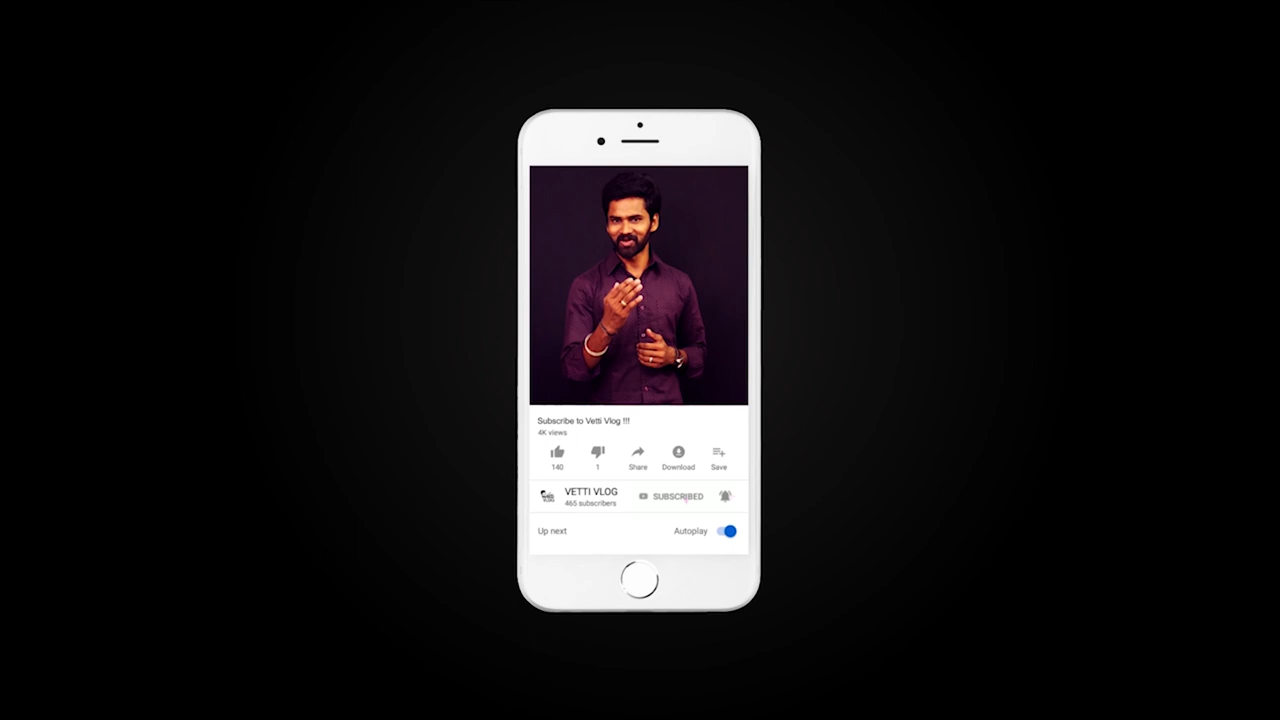 Subscribe to Vetti Vlog !!!
4K views
140 1 Share Download Save
VETTI VLOG SUBSCRIBED
465 subscribers
Up next Autoplay